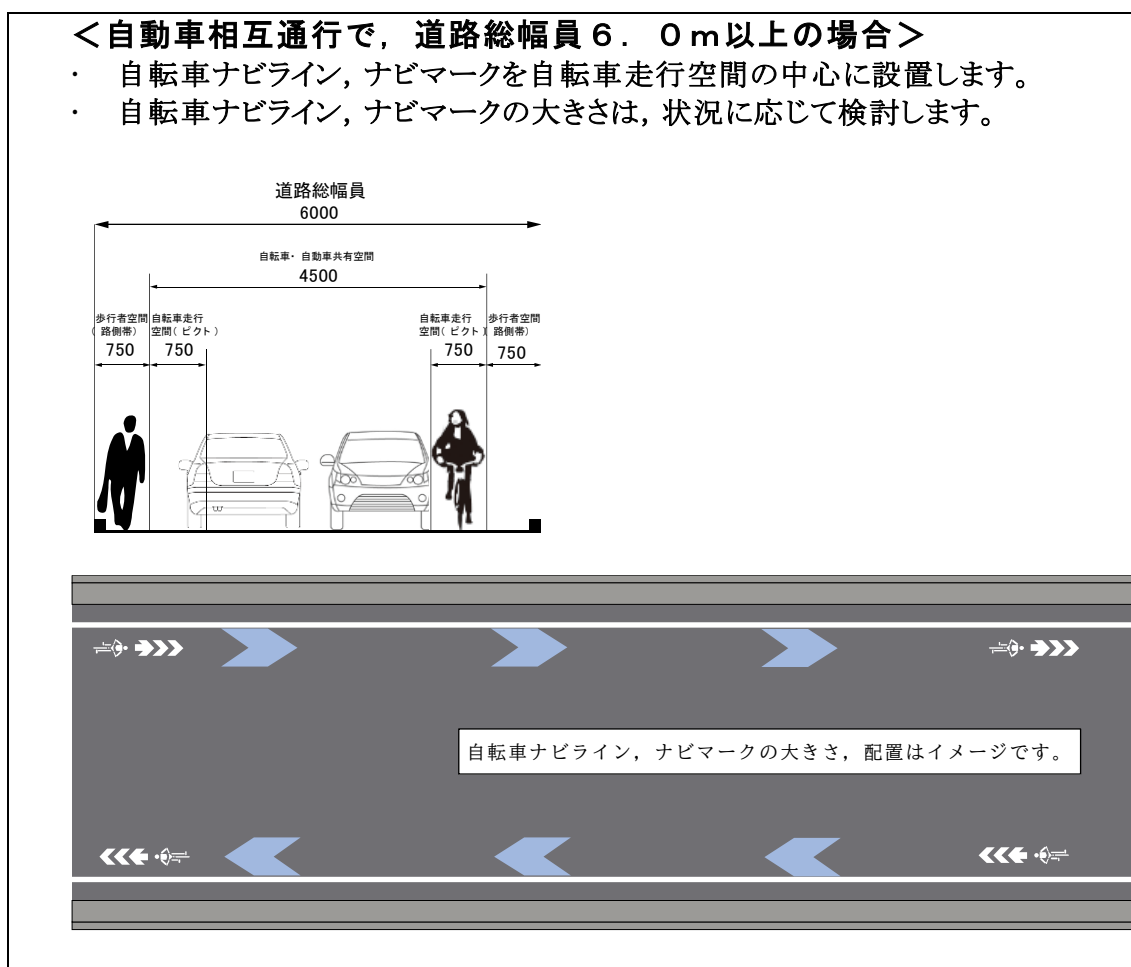 ＜自動車相互通行で，道路総幅員６．０ｍ以上の場合＞
・ 自転車ナビライン，ナビマークを自転車走行空間の中心に設置します。
・ 自転車ナビライン，ナビマークの大きさは，状況に応じて検討します。
道路総幅員
6000
自転車・自動車共有空間
4500
歩行者空間
（路側帯）
750
自転車走行
空間（ピクト）
750
自転車走行
空間（ピクト）
750
歩行者空間
路側帯）
750
自転車ナビライン，ナビマークの大きさ，配置はイメージです。